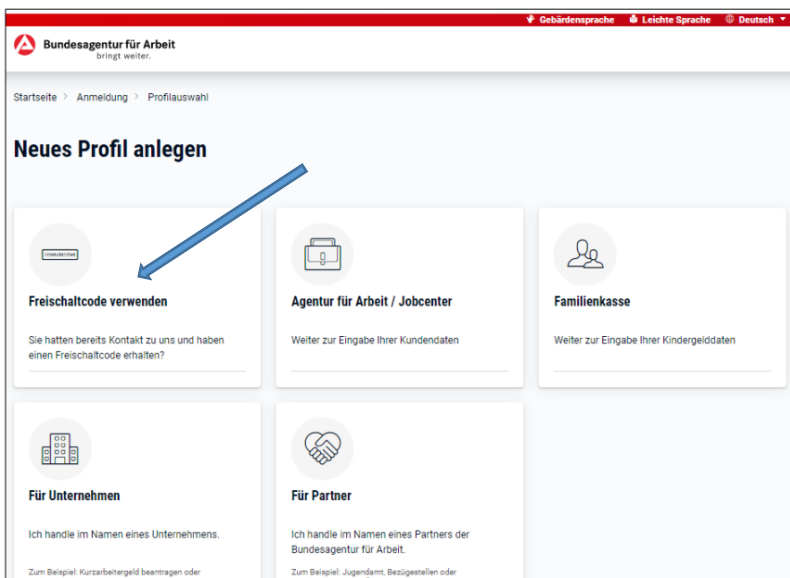 Gebärdensprache Leichte Sprache Deutsch
Bundesagentur für Arbeit
bringt weiter.
Startseite > Anmeldung > Profilauswahl
Neues Profil anlegen
Freischaltcode verwenden
Sie hatten bereits Kontakt zu uns und haben
einen Freischaltcode erhalten?
Agentur für Arbeit / Jobcenter
Weiter zur Eingabe Ihrer Kundendaten
Familienkasse
Weiter zur Eingabe Ihrer Kindergelddaten
Für Unternehmen
Ich handle im Namen eines Unternehmens.
Zum Beispiel: Kurzarbeitergeld beantragen oder
Für Partner
Ich handle im Namen eines Partners der
Bundesagentur für Arbeit.
Zum Beispiel: Jugendamt, Bezügestellen oder